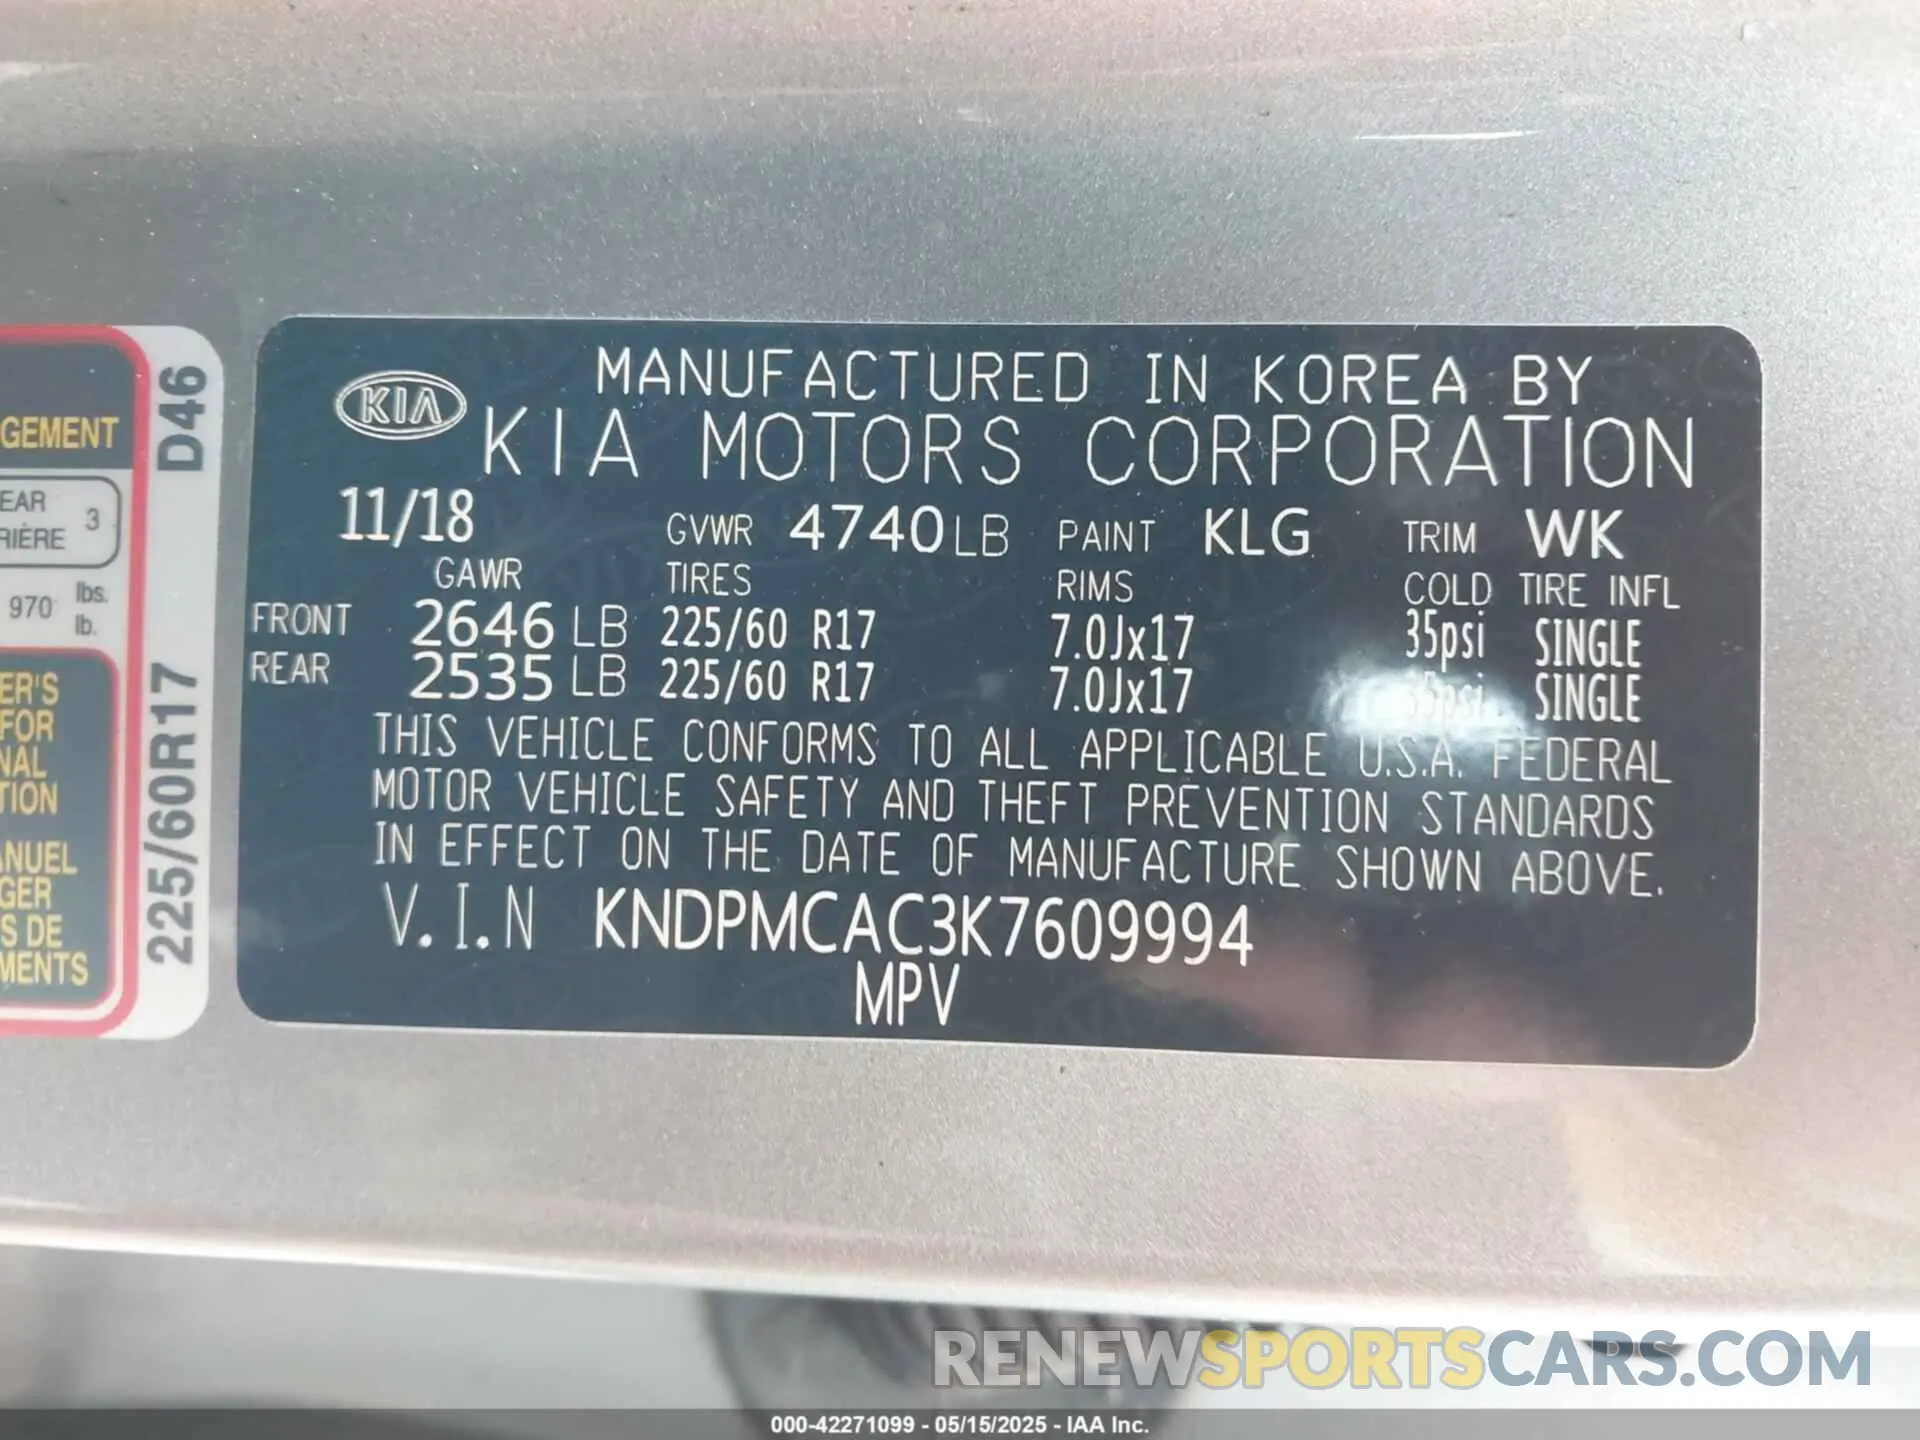 GEMENT
EAR
RIÈRE 3
970 lbs.
lb.
ER'S
FOR
NAL
TION
ANUEL
GER
S DE
MENTS
D46
225/60R17
KIA
MANUFACTURED IN KOREA BY
KIA MOTORS CORPORATION
11/18 GVWR 4740 LB PAINT KLG TRIM WK
GAWR TIRES RIMS COLD TIRE INFL
FRONT 2646 LB 225/60 R17 7.0Jx17 35psi SINGLE
REAR 2535 LB 225/60 R17 7.0Jx17 35psi SINGLE
THIS VEHICLE CONFORMS TO ALL APPLICABLE U.S.A. FEDERAL
MOTOR VEHICLE SAFETY AND THEFT PREVENTION STANDARDS
IN EFFECT ON THE DATE OF MANUFACTURE SHOWN ABOVE.
V.I.N KNDPMCAC3K7609994
MPV
RENEWSPORTSCARS.COM
000-42271099 - 05/15/2025 - IAA Inc.